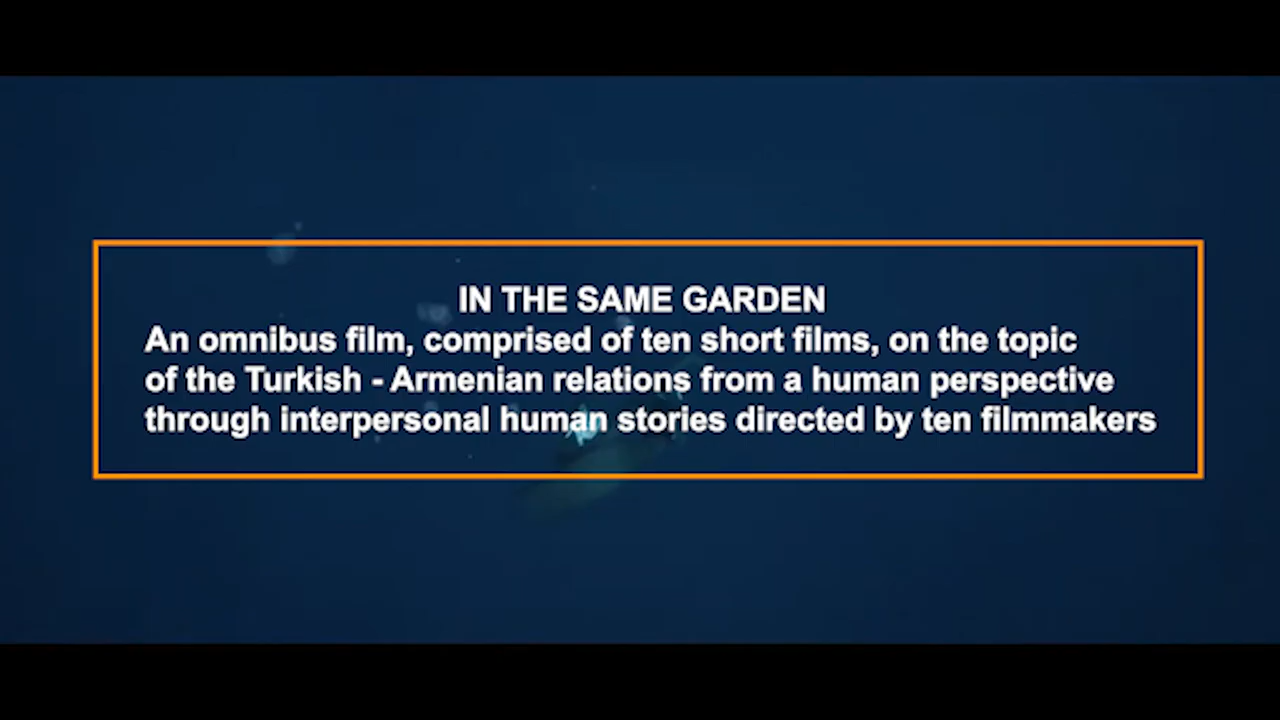 IN THE SAME GARDEN
An omnibus film, comprised of ten short films, on the topic
of the Turkish - Armenian relations from a human perspective
through interpersonal human stories directed by ten filmmakers